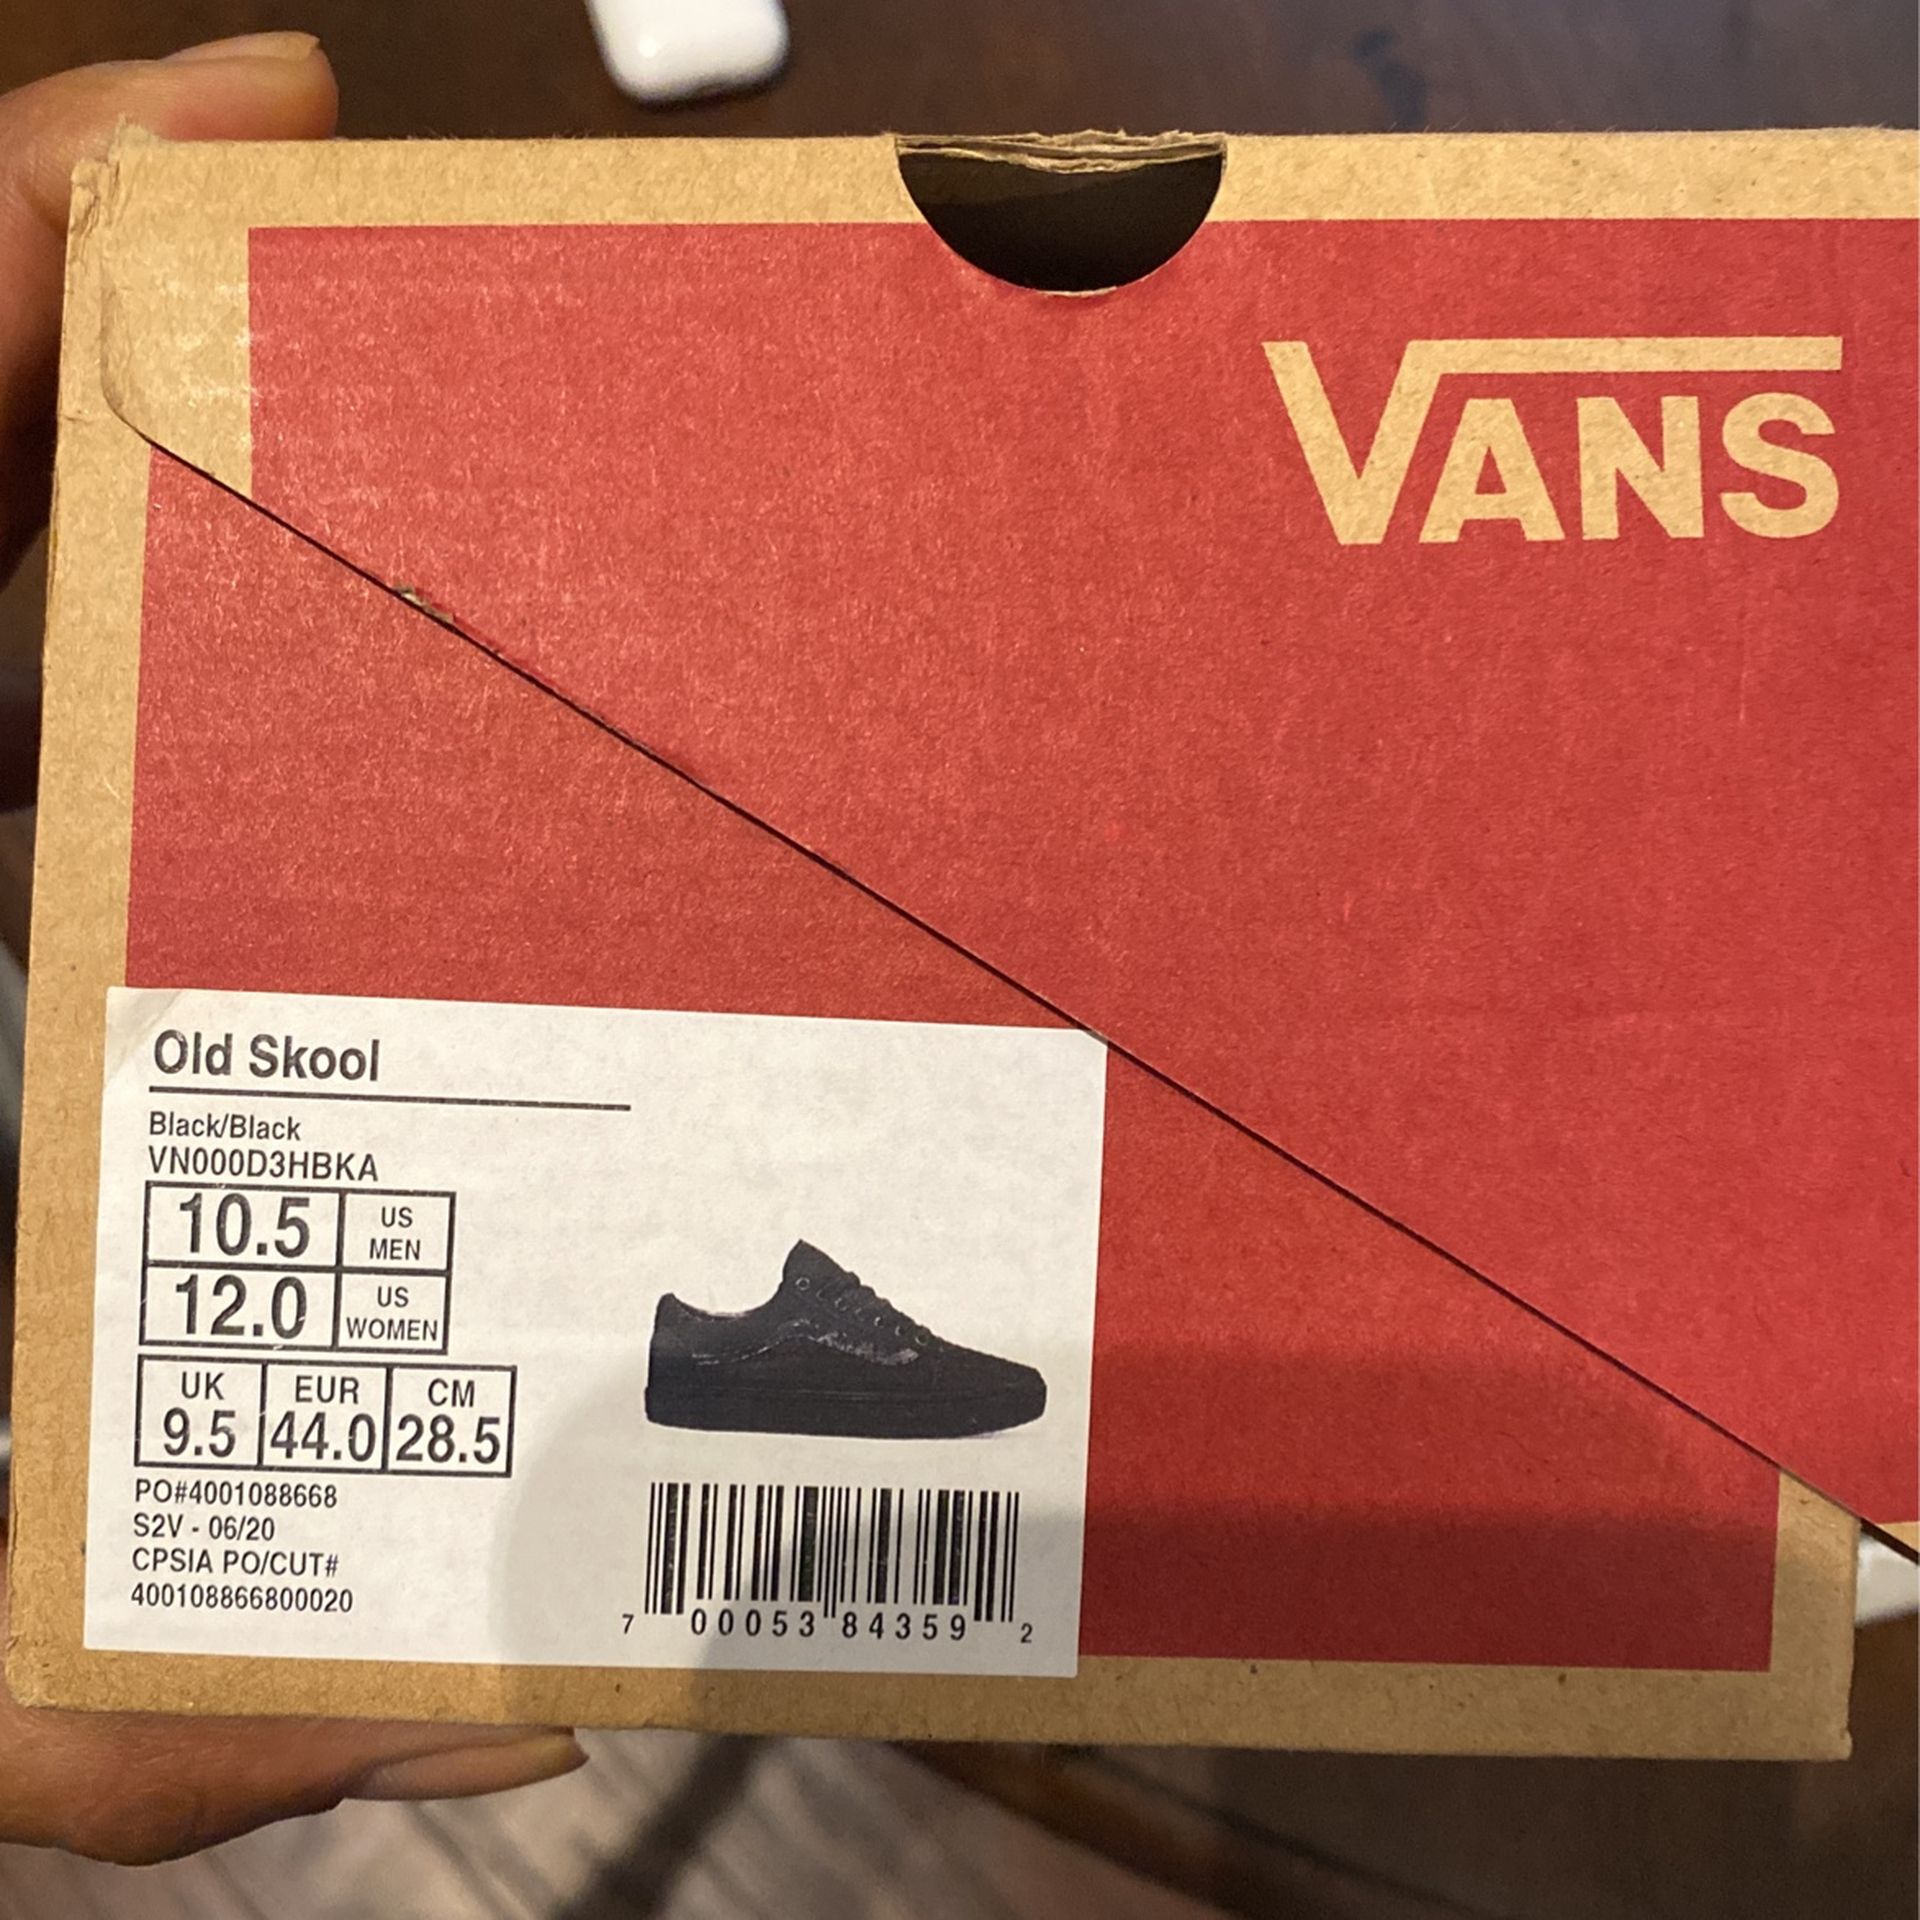 VANS
Old Skool
Black/Black
VN000D3HBKA
10.5 US MEN
12.0 US WOMEN
UK EUR CM
9.5 44.0 28.5
PO#4001088668
S2V - 06/20
CPSIA PO/CUT#
400108866800020
7 00053 84359 2